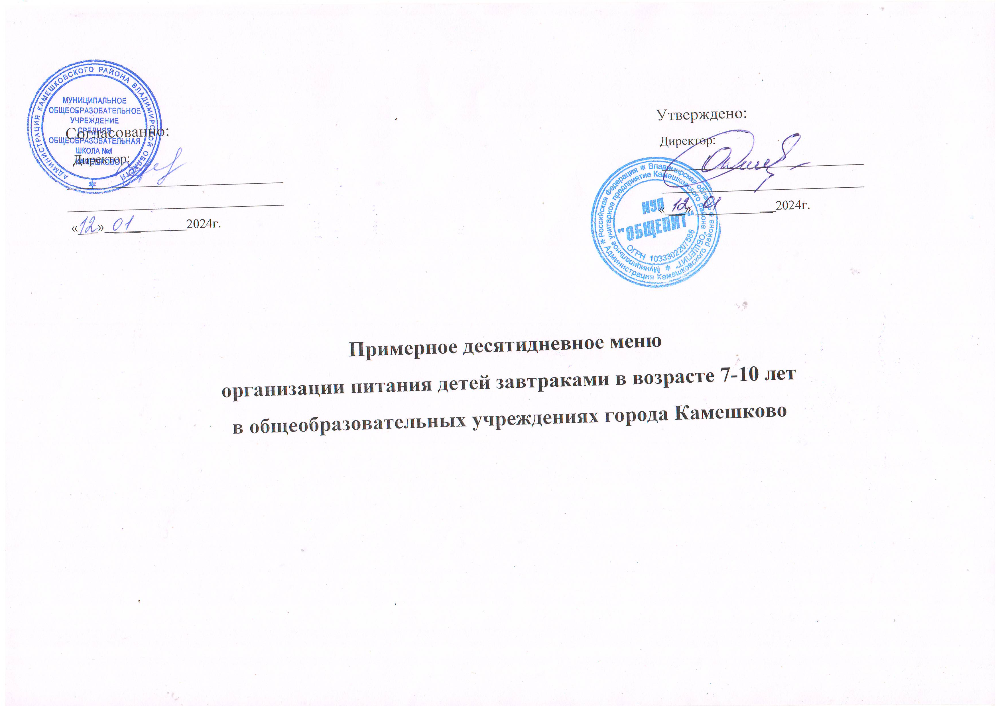 АДМИНИСТРАЦИЯ КАМЕШКОВСКОГО РАЙОНА ВЛАДИМИРСКОЙ ОБЛАСТИ
МУНИЦИПАЛЬНОЕ
ОБЩЕОБРАЗОВАТЕЛЬНОЕ
УЧРЕЖДЕНИЕ
СРЕДНЯЯ
ОБЩЕОБРАЗОВАТЕЛЬНАЯ
ШКОЛА №1
КАМЕШКОВО
Согласованно:
Директор:
«12» 01 2024г.
Утверждено:
Директор:
«12» 01 2024г.
Российская Федерация * Владимирская область *
Администрация Камешковского района *
Муниципальное унитарное предприятие Камешковского района "ОБЩЕПИТ" *
МУП
"ОБЩЕПИТ"
ОГРН 1033302207586
Примерное десятидневное меню
организации питания детей завтраками в возрасте 7-10 лет
в общеобразовательных учреждениях города Камешково